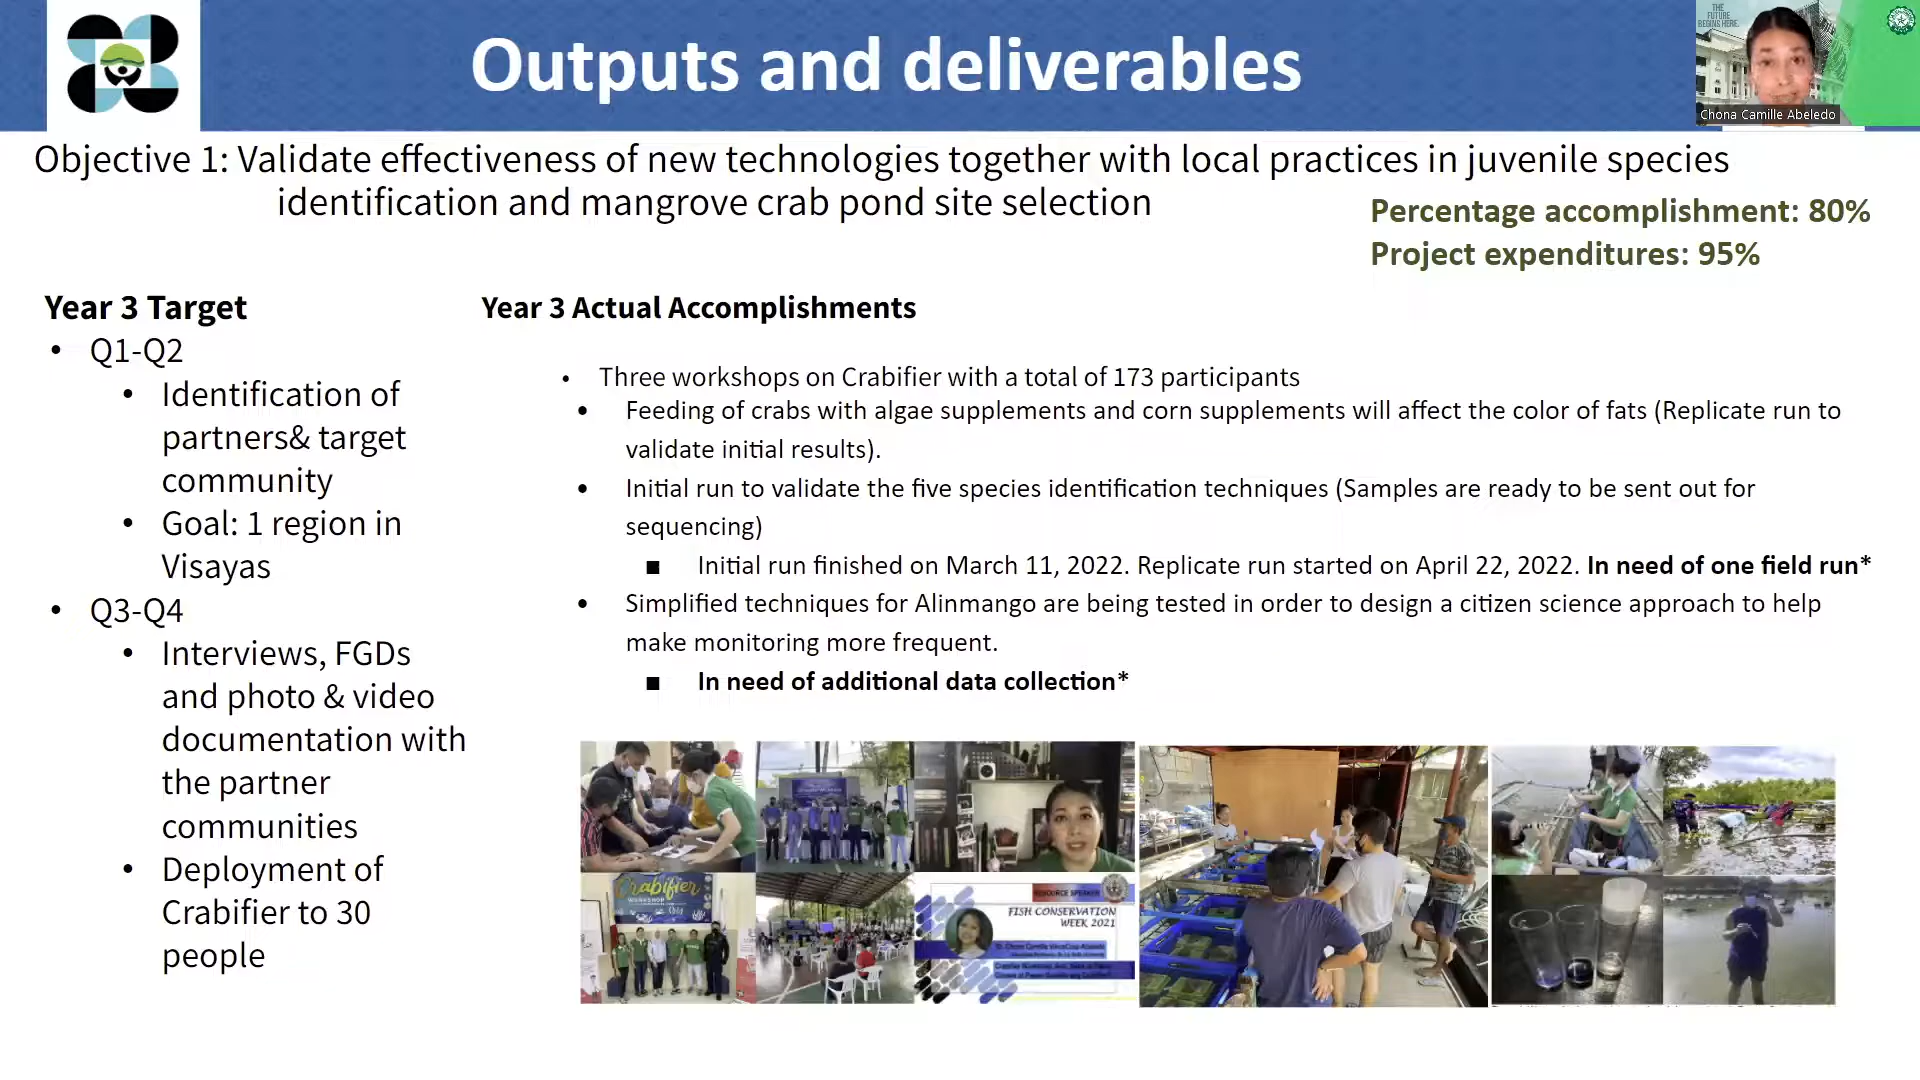 Outputs and deliverables
THE
FUTURE
BEGINS HERE.
Chona Camille Abeledo
Objective 1: Validate effectiveness of new technologies together with local practices in juvenile species
identification and mangrove crab pond site selection
Percentage accomplishment: 80%
Project expenditures: 95%
Year 3 Target
• Q1-Q2
• Identification of
partners& target
community
• Goal: 1 region in
Visayas
• Q3-Q4
• Interviews, FGDs
and photo & video
documentation with
the partner
communities
• Deployment of
Crabifier to 30
people
Year 3 Actual Accomplishments
• Three workshops on Crabifier with a total of 173 participants
• Feeding of crabs with algae supplements and corn supplements will affect the color of fats (Replicate run to
validate initial results).
• Initial run to validate the five species identification techniques (Samples are ready to be sent out for
sequencing)
■ Initial run finished on March 11, 2022. Replicate run started on April 22, 2022. In need of one field run*
• Simplified techniques for Alinmango are being tested in order to design a citizen science approach to help
make monitoring more frequent.
■ In need of additional data collection*
Crabifier
WORKSHOP
RESOURCE SPEAKER
FISH CONSERVATION
WEEK 2021